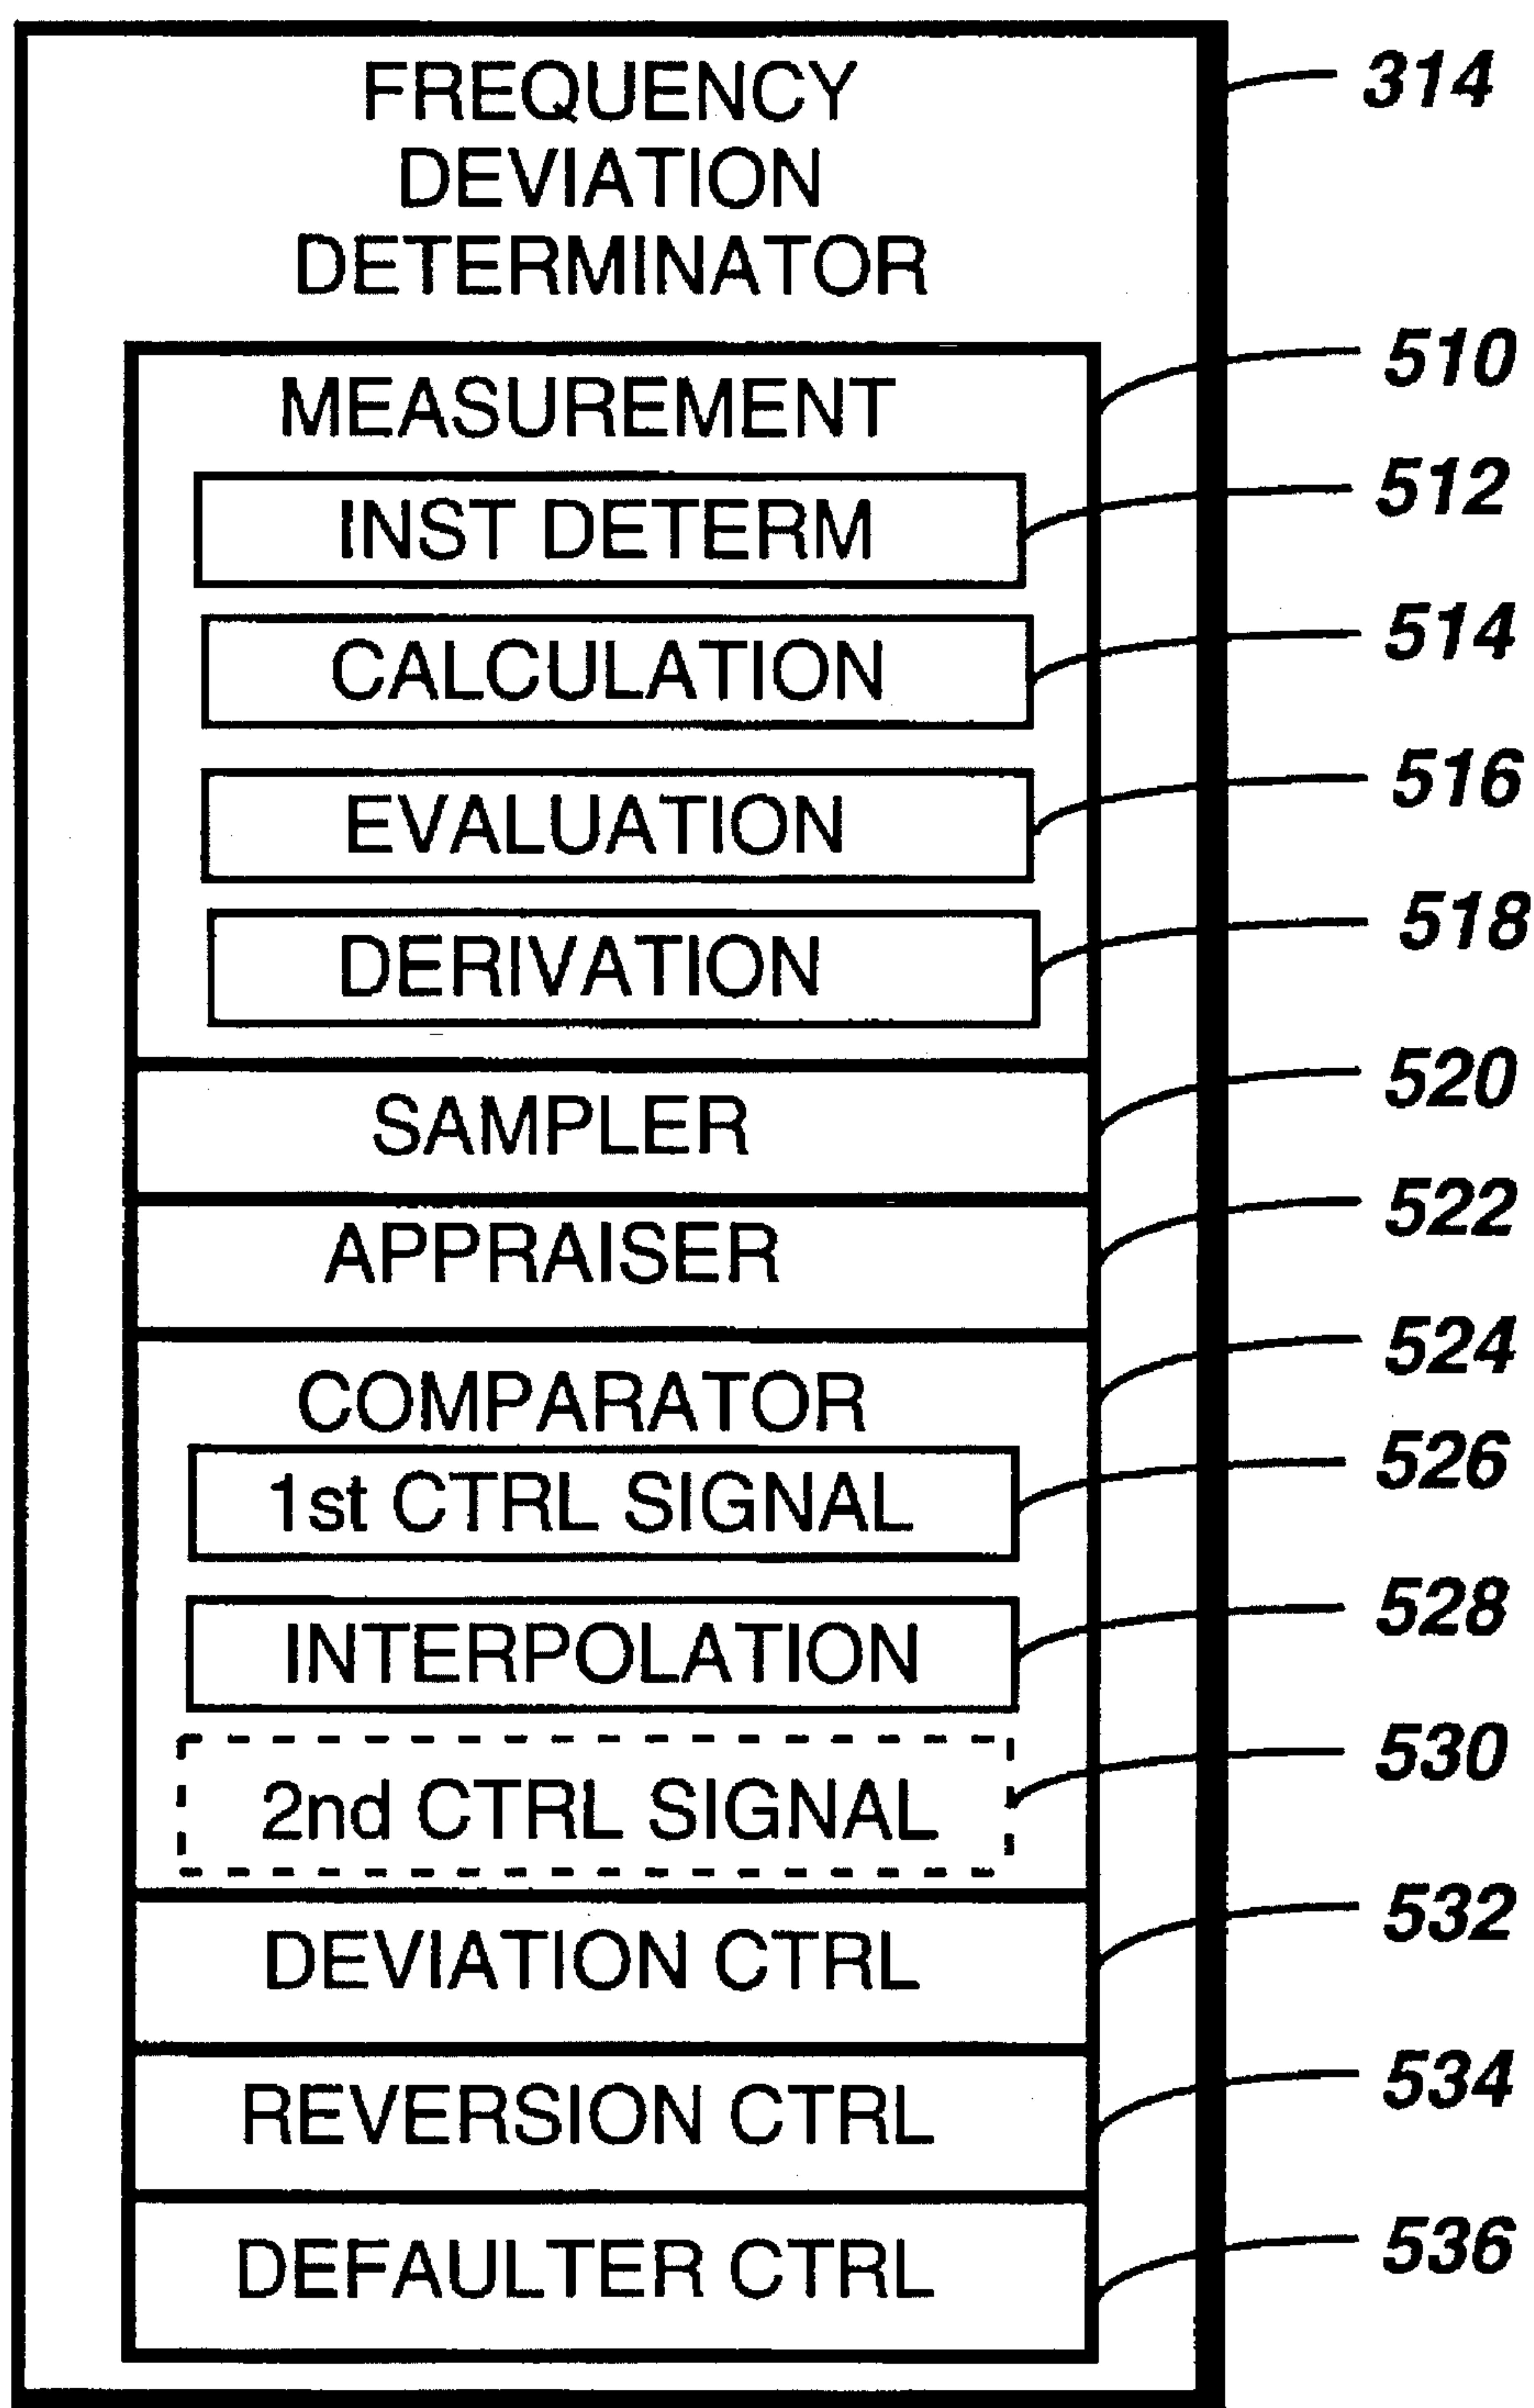 FREQUENCY
DEVIATION
DETERMINATOR
314
MEASUREMENT
510
INST DETERM
512
CALCULATION
514
EVALUATION
516
DERIVATION
518
SAMPLER
520
APPRAISER
522
COMPARATOR
524
1st CTRL SIGNAL
526
INTERPOLATION
528
2nd CTRL SIGNAL
530
DEVIATION CTRL
532
REVERSION CTRL
534
DEFAULTER CTRL
536